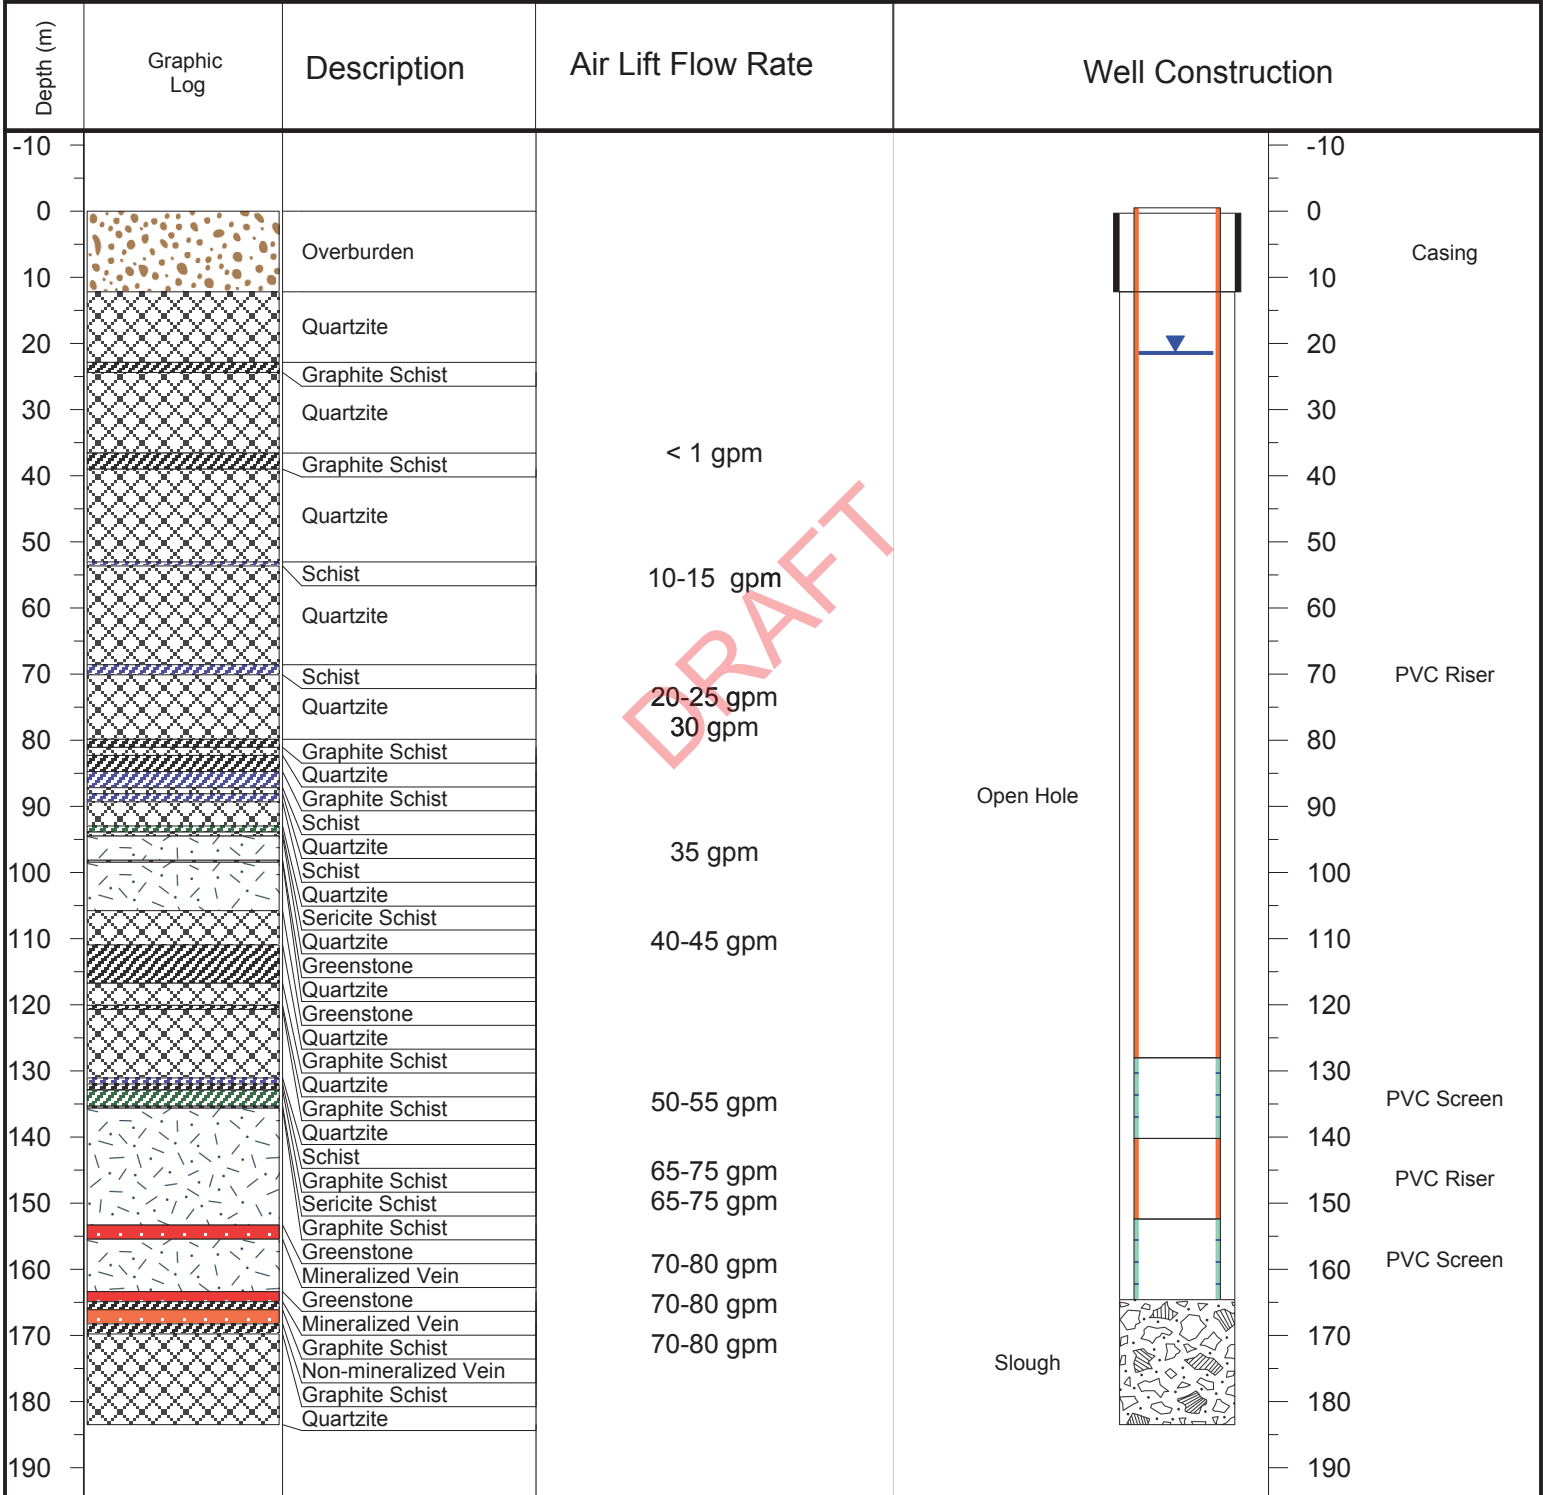 Depth (m)
Graphic
Log
Description
Air Lift Flow Rate
Well Construction
-10
0
10
20
30
40
50
60
70
80
90
100
110
120
130
140
150
160
170
180
190
Overburden
Quartzite
Graphite Schist
Quartzite
Graphite Schist
Quartzite
Schist
Quartzite
Schist
Quartzite
Graphite Schist
Quartzite
Graphite Schist
Schist
Quartzite
Schist
Quartzite
Sericite Schist
Quartzite
Greenstone
Quartzite
Greenstone
Quartzite
Graphite Schist
Quartzite
Graphite Schist
Quartzite
Schist
Graphite Schist
Sericite Schist
Graphite Schist
Greenstone
Mineralized Vein
Greenstone
Mineralized Vein
Graphite Schist
Non-mineralized Vein
Graphite Schist
Quartzite
< 1 gpm
10-15 gpm
20-25 gpm
30 gpm
35 gpm
40-45 gpm
50-55 gpm
65-75 gpm
65-75 gpm
70-80 gpm
70-80 gpm
70-80 gpm
DRAFT
Open Hole
Slough
-10
0
10
20
30
40
50
60
70
80
90
100
110
120
130
140
150
160
170
180
190
Casing
PVC Riser
PVC Screen
PVC Riser
PVC Screen